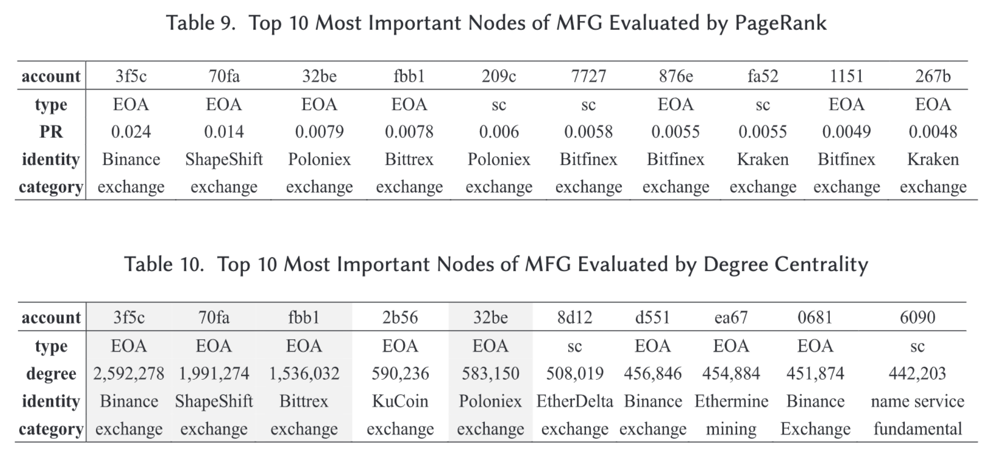 Table 9. Top 10 Most Important Nodes of MFG Evaluated by PageRank
account 3f5c 70fa 32be fbb1 209c 7727 876e fa52 1151 267b
type EOA EOA EOA EOA sc sc EOA sc EOA EOA
PR 0.024 0.014 0.0079 0.0078 0.006 0.0058 0.0055 0.0055 0.0049 0.0048
identity Binance ShapeShift Poloniex Bittrex Poloniex Bitfinex Bitfinex Kraken Bitfinex Kraken
category exchange exchange exchange exchange exchange exchange exchange exchange exchange exchange
Table 10. Top 10 Most Important Nodes of MFG Evaluated by Degree Centrality
account 3f5c 70fa fbb1 2b56 32be 8d12 d551 ea67 0681 6090
type EOA EOA EOA EOA EOA sc EOA EOA EOA sc
degree 2,592,278 1,991,274 1,536,032 590,236 583,150 508,019 456,846 454,884 451,874 442,203
identity Binance ShapeShift Bittrex KuCoin Poloniex EtherDelta Binance Ethermine Binance name service
category exchange exchange exchange exchange exchange exchange exchange mining Exchange fundamental